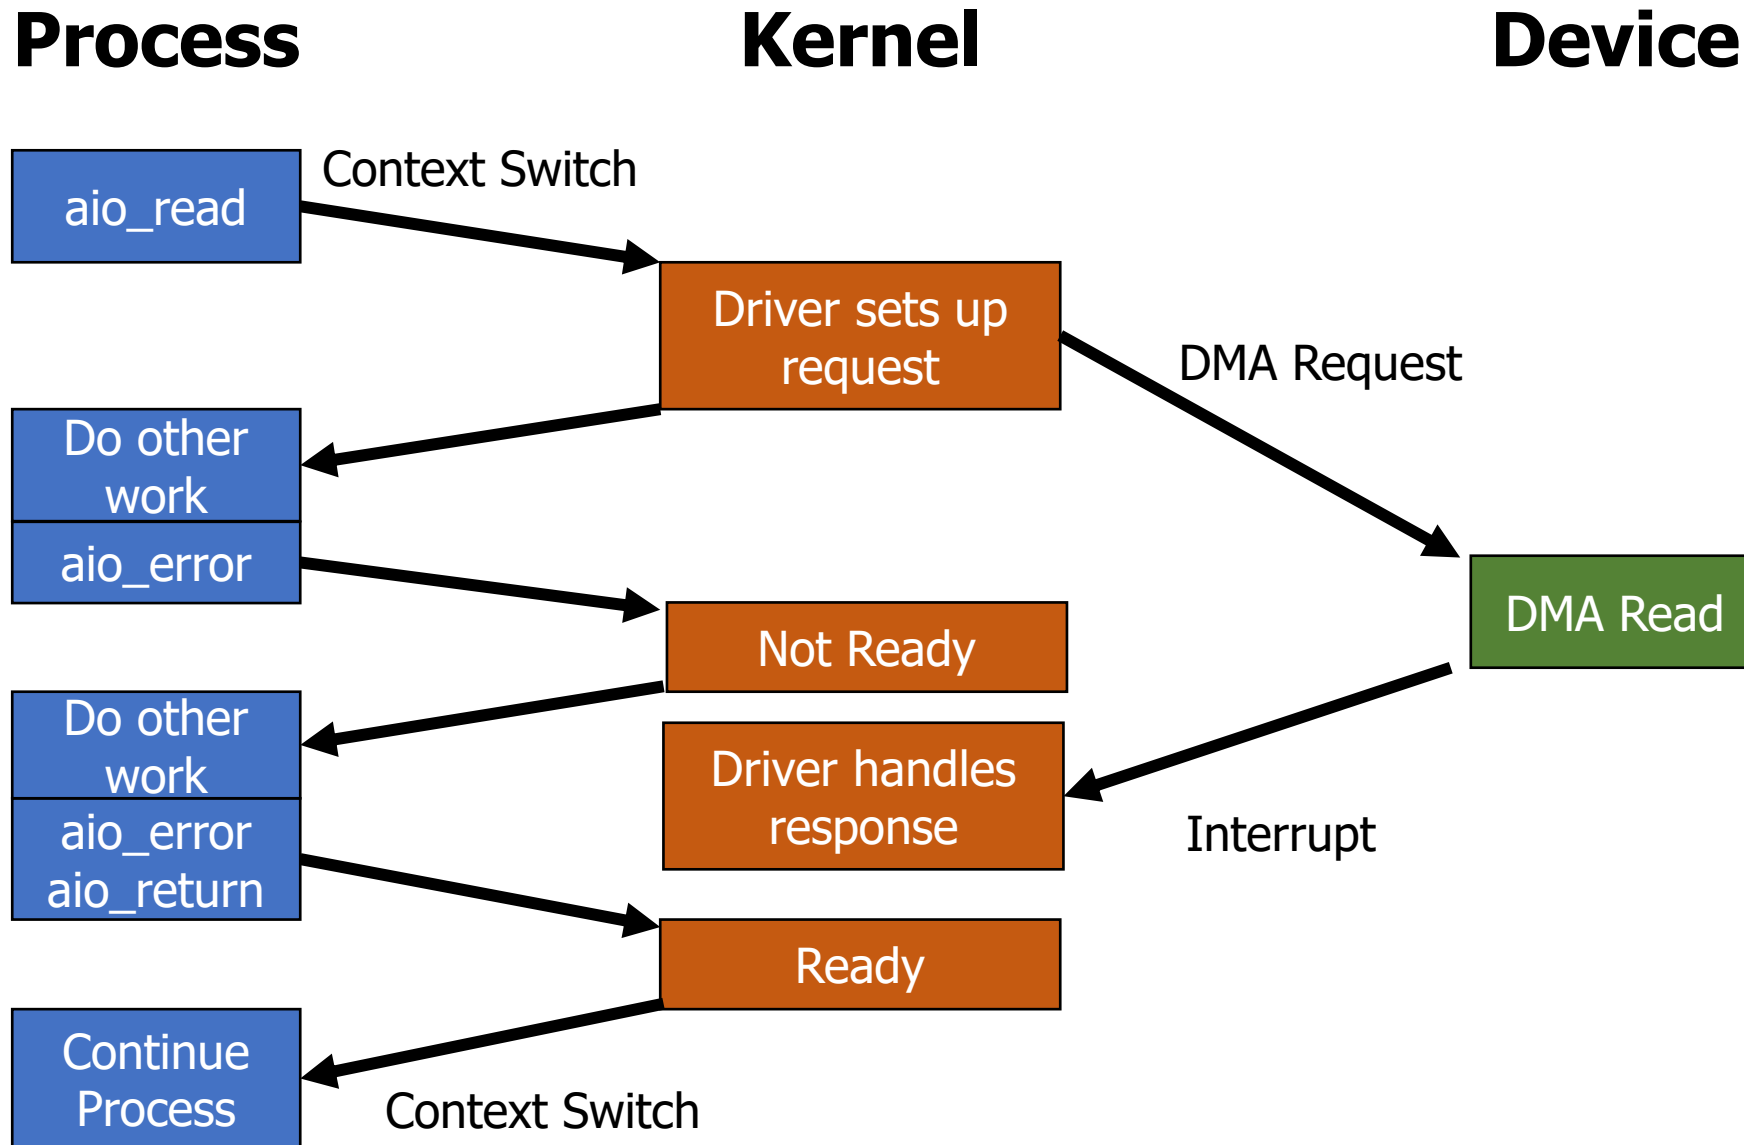 Process
Kernel
Device
Context Switch
aio_read
Driver sets up
request
DMA Request
Do other
work
aio_error
DMA Read
Not Ready
Do other
work
Driver handles
response
aio_error
aio_return
Interrupt
Ready
Continue
Process
Context Switch